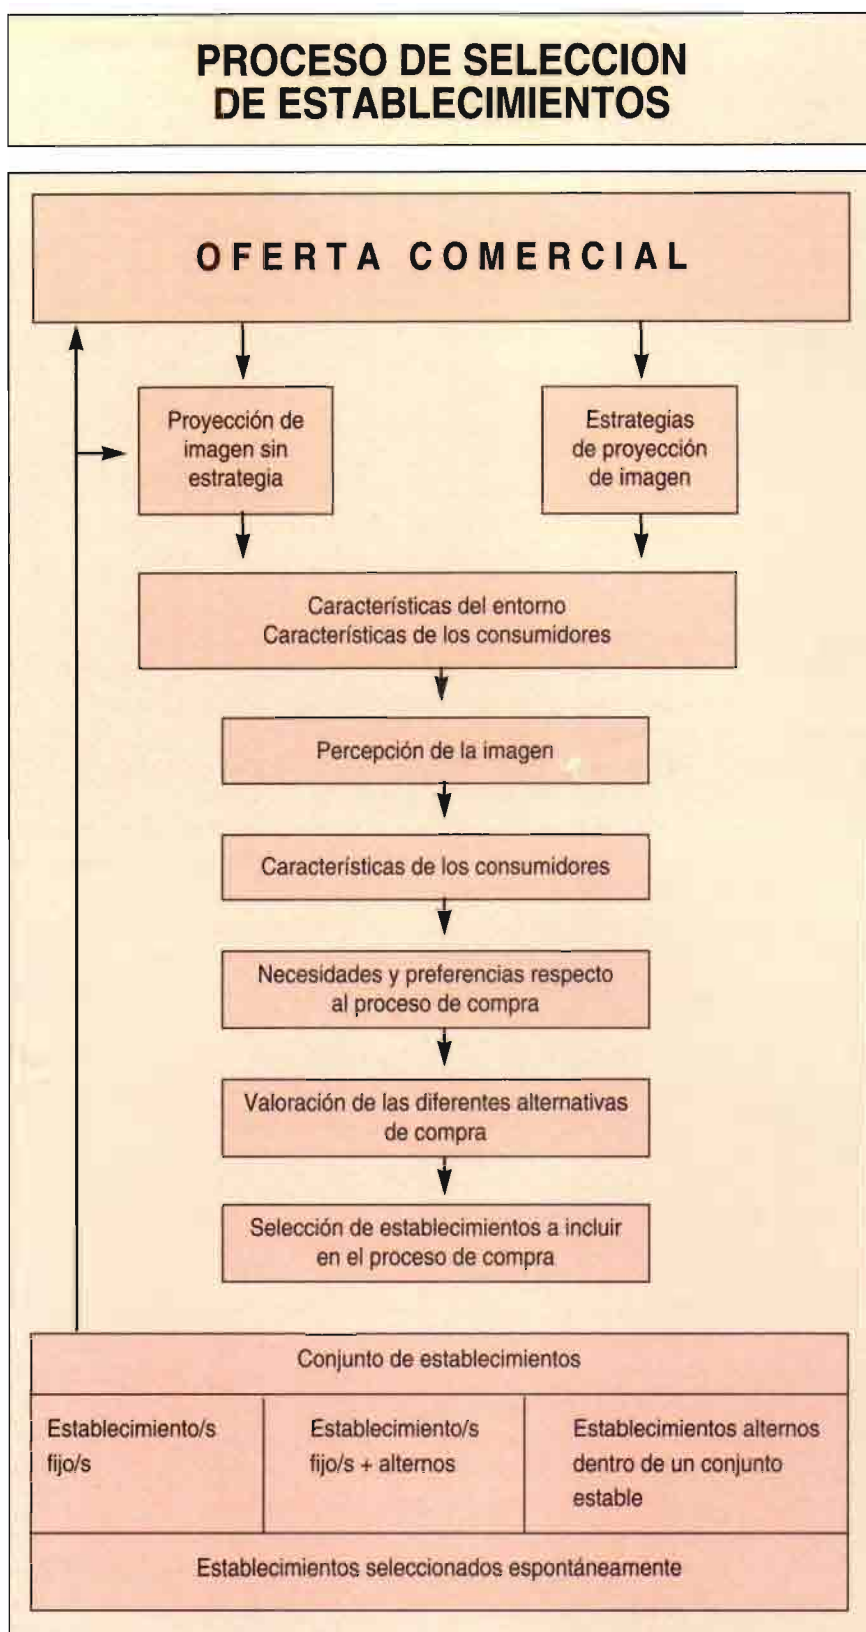 PROCESO DE SELECCION
DE ESTABLECIMIENTOS
OFERTA COMERCIAL
Proyección de
imagen sin
estrategia
Estrategias
de proyección
de imagen
Características del entorno
Características de los consumidores
Percepción de la imagen
Características de los consumidores
Necesidades y preferencias respecto
al proceso de compra
Valoración de las diferentes alternativas
de compra
Selección de establecimientos a incluir
en el proceso de compra
Conjunto de establecimientos
Establecimiento/s
fijo/s
Establecimiento/s
fijo/s + alternos
Establecimientos alternos
dentro de un conjunto
estable
Establecimientos seleccionados espontáneamente